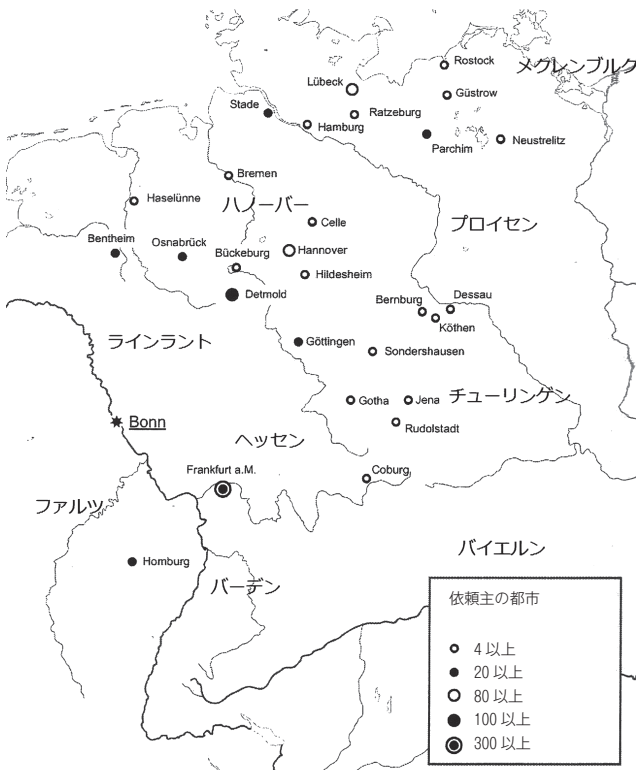 Rostock
メクレンブルク
Lübeck
Güstrow
Stade
Ratzeburg
Hamburg
Parchim
Neustrelitz
Bremen
Haselünne
ハノーバー
Celle
プロイセン
Bentheim
Osnabrück
Hannover
Bückeburg
Hildesheim
Detmold
Bernburg
Dessau
Köthen
ラインラント
Göttingen
Sondershausen
Gotha
Jena
チューリンゲン
Bonn
Rudolstadt
ヘッセン
Frankfurt a.M.
Coburg
ファルツ
バイエルン
Homburg
バーデン
依頼主の都市
4 以上
20 以上
80 以上
100 以上
300 以上